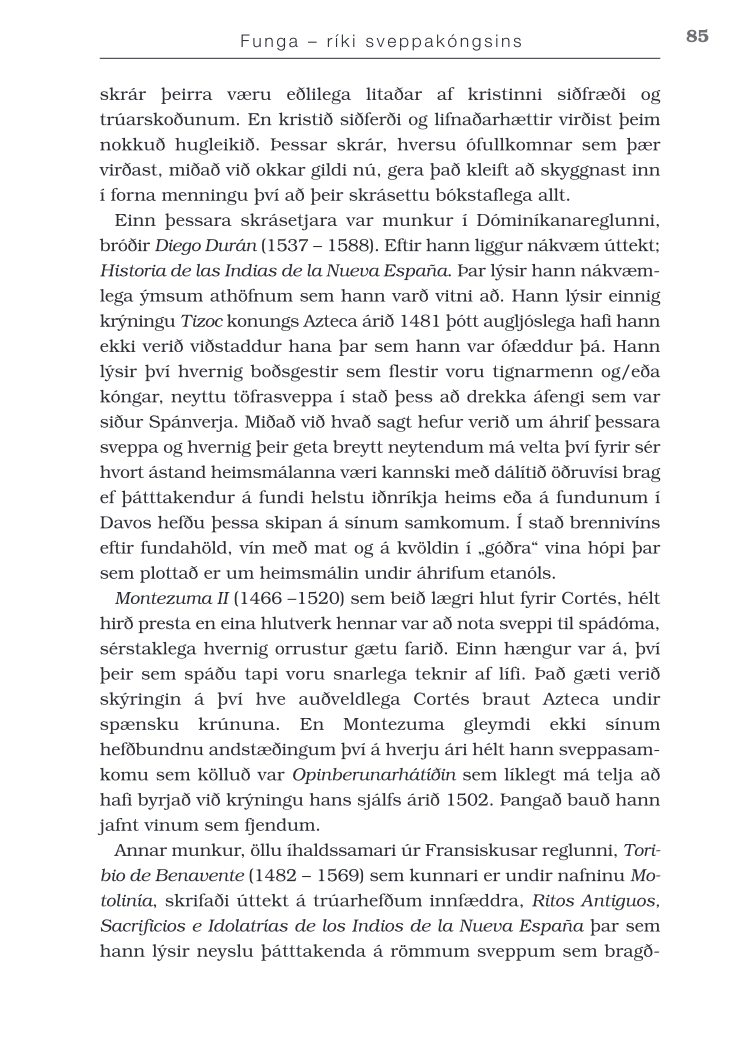 Funga – ríki sveppakóngsins
85
skrár þeirra væru eðlilega litaðar af kristinni siðfræði og
trúarskoðunum. En kristið siðferði og lifnaðarhættir virðist þeim
nokkuð hugleikið. Þessar skrár, hversu ófullkomnar sem þær
virðast, miðað við okkar gildi nú, gera það kleift að skyggnast inn
í forna menningu því að þeir skrásettu bókstaflega allt.
Einn þessara skrásetjara var munkur í Dóminíkanareglunni,
bróðir Diego Durán (1537 – 1588). Eftir hann liggur nákvæm úttekt;
Historia de las Indias de la Nueva España. Þar lýsir hann nákvæm-
lega ýmsum athöfnum sem hann varð vitni að. Hann lýsir einnig
krýningu Tizoc konungs Azteca árið 1481 þótt augljóslega hafi hann
ekki verið viðstaddur hana þar sem hann var ófæddur þá. Hann
lýsir því hvernig boðsgestir sem flestir voru tignarmenn og/eða
kóngar, neyttu töfrasveppa í stað þess að drekka áfengi sem var
siður Spánverja. Miðað við hvað sagt hefur verið um áhrif þessara
sveppa og hvernig þeir geta breytt neytendum má velta því fyrir sér
hvort ástand heimsmálanna væri kannski með dálítið öðruvísi brag
ef þátttakendur á fundi helstu iðnríkja heims eða á fundunum í
Davos hefðu þessa skipan á sínum samkomum. Í stað brennivíns
eftir fundahöld, vín með mat og á kvöldin í „góðra“ vina hópi þar
sem plottað er um heimsmálin undir áhrifum etanóls.
Montezuma II (1466 –1520) sem beið lægri hlut fyrir Cortés, hélt
hirð presta en eina hlutverk hennar var að nota sveppi til spádóma,
sérstaklega hvernig orrustur gætu farið. Einn hængur var á, því
þeir sem spáðu tapi voru snarlega teknir af lífi. Það gæti verið
skýringin á því hve auðveldlega Cortés braut Azteca undir
spænsku krúnuna. En Montezuma gleymdi ekki sínum
hefðbundnu andstæðingum því á hverju ári hélt hann sveppasam-
komu sem kölluð var Opinberunarhátíðin sem líklegt má telja að
hafi byrjað við krýningu hans sjálfs árið 1502. Þangað bauð hann
jafnt vinum sem fjendum.
Annar munkur, öllu íhaldssamari úr Fransiskusar reglunni, Tori-
bio de Benavente (1482 – 1569) sem kunnari er undir nafninu Mo-
tolinía, skrifaði úttekt á trúarhefðum innfæddra, Ritos Antiguos,
Sacrificios e Idolatrías de los Indios de la Nueva España þar sem
hann lýsir neyslu þátttakenda á römmum sveppum sem bragð-